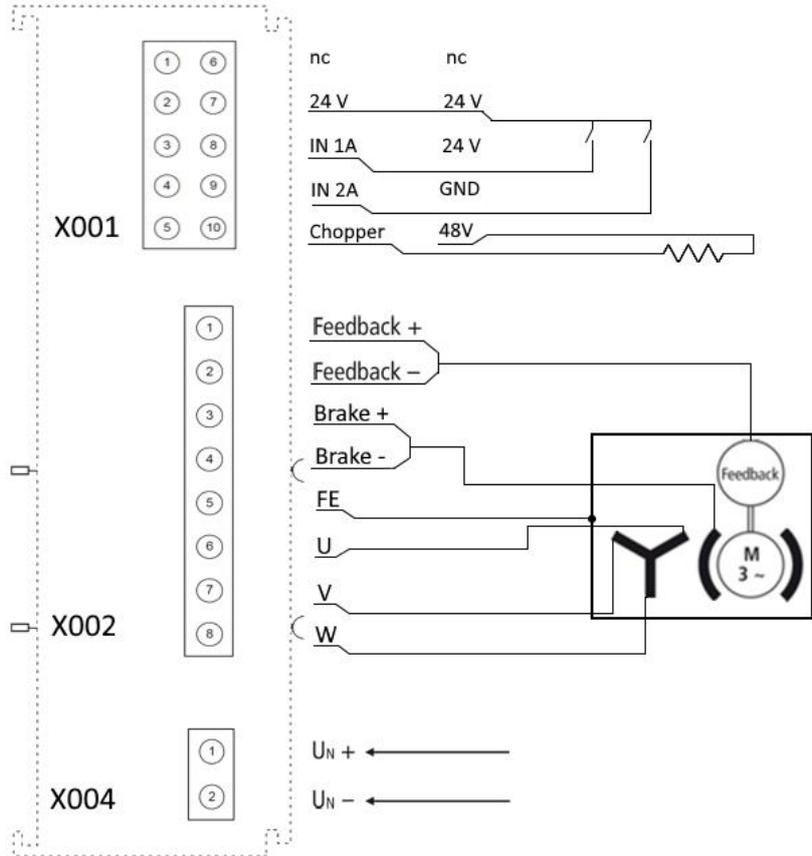 1 6 nc nc
2 7 24 V 24 V
3 8 IN 1A 24 V
4 9 IN 2A GND
X001 5 10 Chopper 48V
1 Feedback +
2 Feedback –
3 Brake +
4 Brake -
Feedback
5 FE
6 U
M
3 ~
7 V
X002 8 W
1 UN +
X004 2 UN –